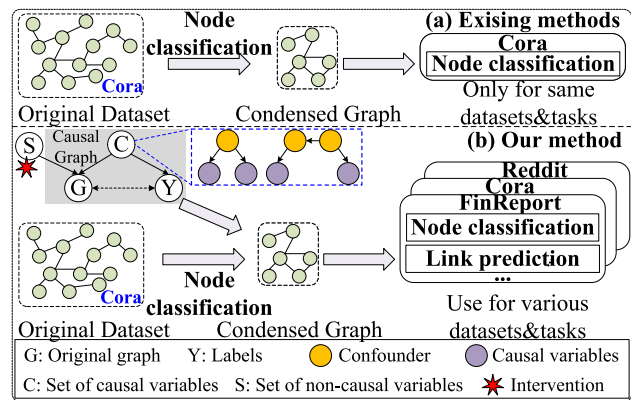 Node
classification
(a) Exising methods
Cora
Node classification
Cora
Only for same
datasets&tasks
Original Dataset
Condensed Graph
S
Causal
Graph
C
G
Y
(b) Our method
Reddit
Cora
FinReport
Node classification
Link prediction
...
Cora
Node
classification
Use for various
datasets&tasks
Original Dataset
Condensed Graph
G: Original graph Y: Labels Confounder Causal variables
C: Set of causal variables S: Set of non-causal variables Intervention